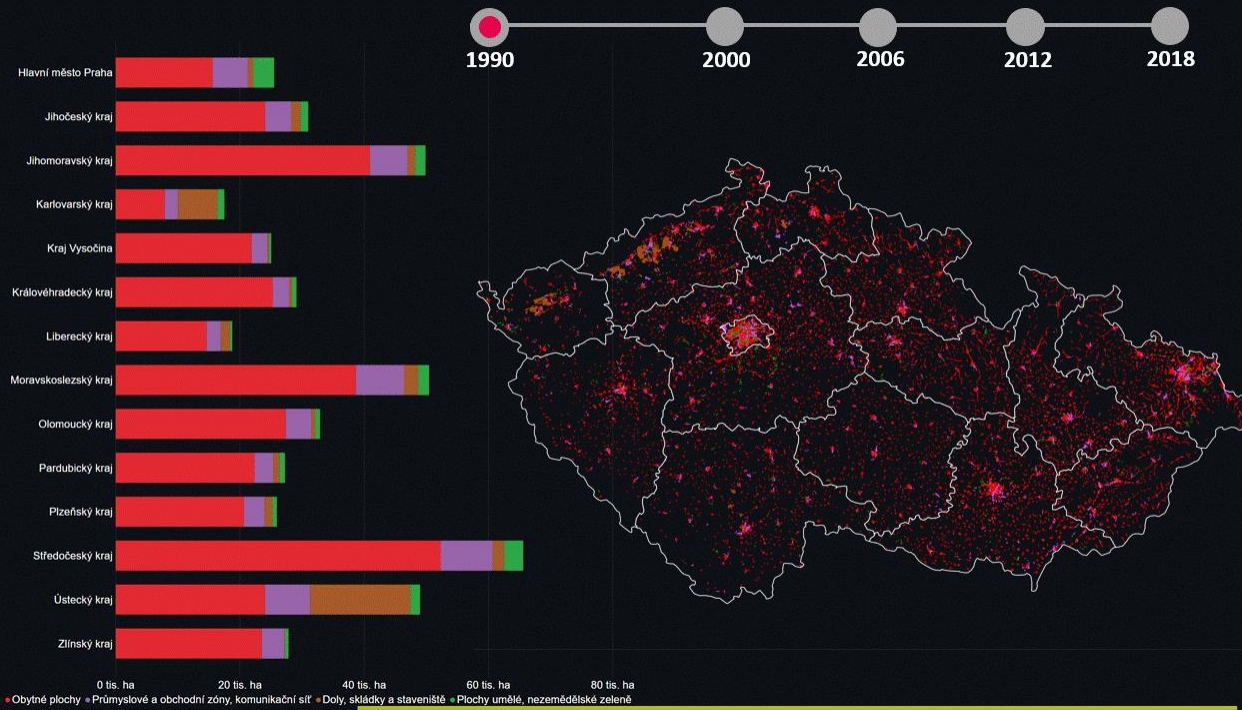 1990
2000
2006
2012
2018
Hlavní město Praha
Jihočeský kraj
Jihomoravský kraj
Karlovarský kraj
Kraj Vysočina
Královéhradecký kraj
Liberecký kraj
Moravskoslezský kraj
Olomoucký kraj
Pardubický kraj
Plzeňský kraj
Středočeský kraj
Ústecký kraj
Zlínský kraj
0 tis. ha
20 tis. ha
40 tis. ha
60 tis. ha
80 tis. ha
Obytné plochy
Průmyslové a obchodní zóny, komunikační síť
Doly, skládky a staveniště
Plochy umělé, nezemědělské zeleně